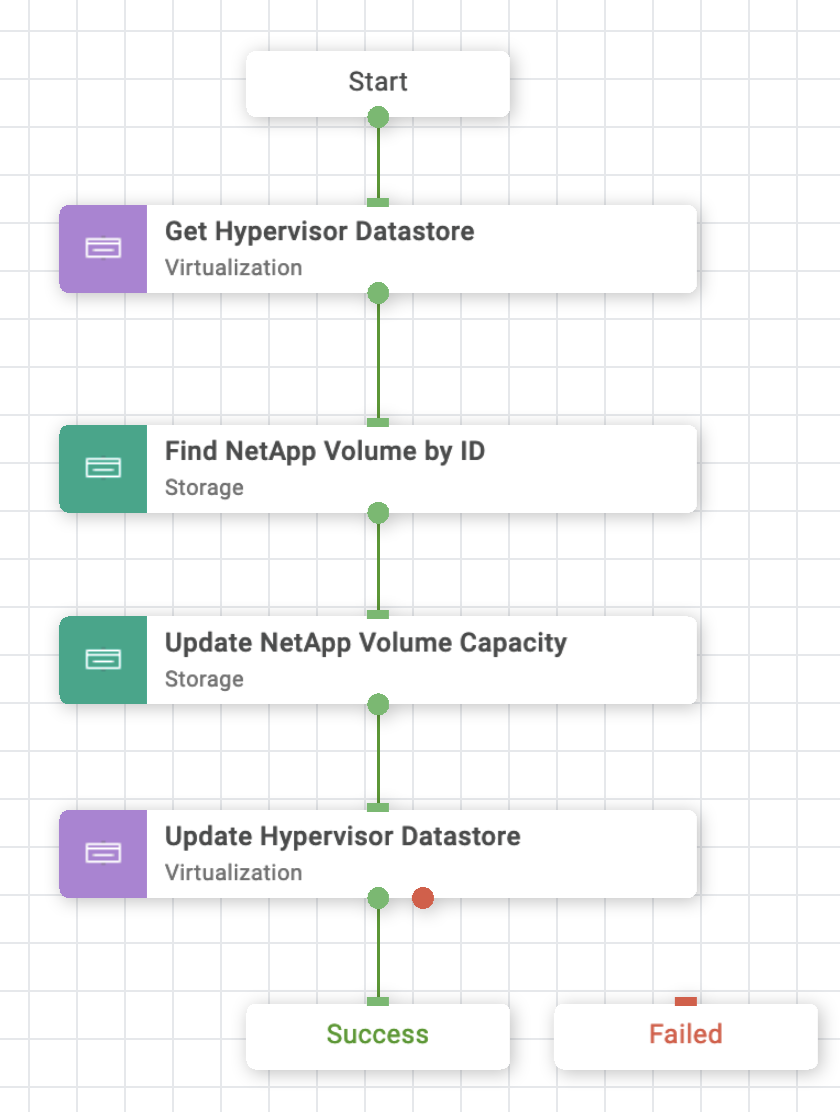 Start
Get Hypervisor Datastore
Virtualization
Find NetApp Volume by ID
Storage
Update NetApp Volume Capacity
Storage
Update Hypervisor Datastore
Virtualization
Success
Failed